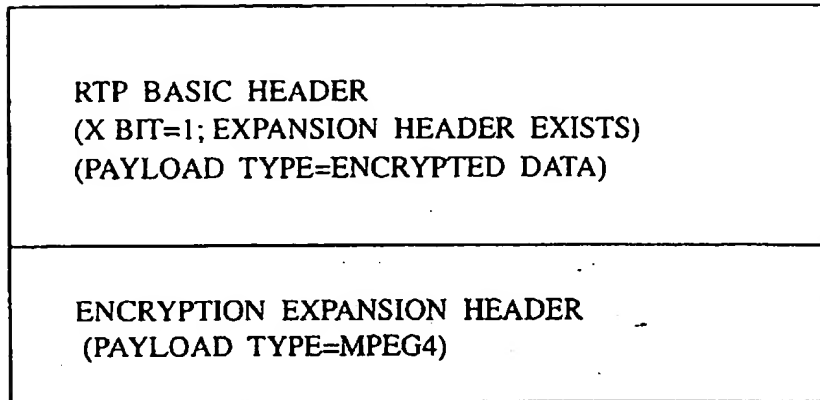 RTP BASIC HEADER
(X BIT=1; EXPANSION HEADER EXISTS)
(PAYLOAD TYPE=ENCRYPTED DATA)
ENCRYPTION EXPANSION HEADER
(PAYLOAD TYPE=MPEG4)